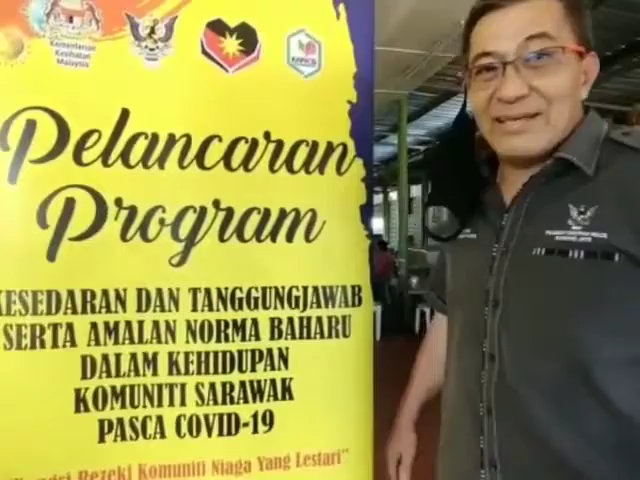 Kementerian
Kesihatan
Malaysia
Pelancaran
Program
KESEDARAN DAN TANGGUNGJAWAB
SERTA AMALAN NORMA BAHARU
DALAM KEHIDUPAN
KOMUNITI SARAWAK
PASCA COVID-19
Rezeki Komuniti Niaga Yang Lestari"